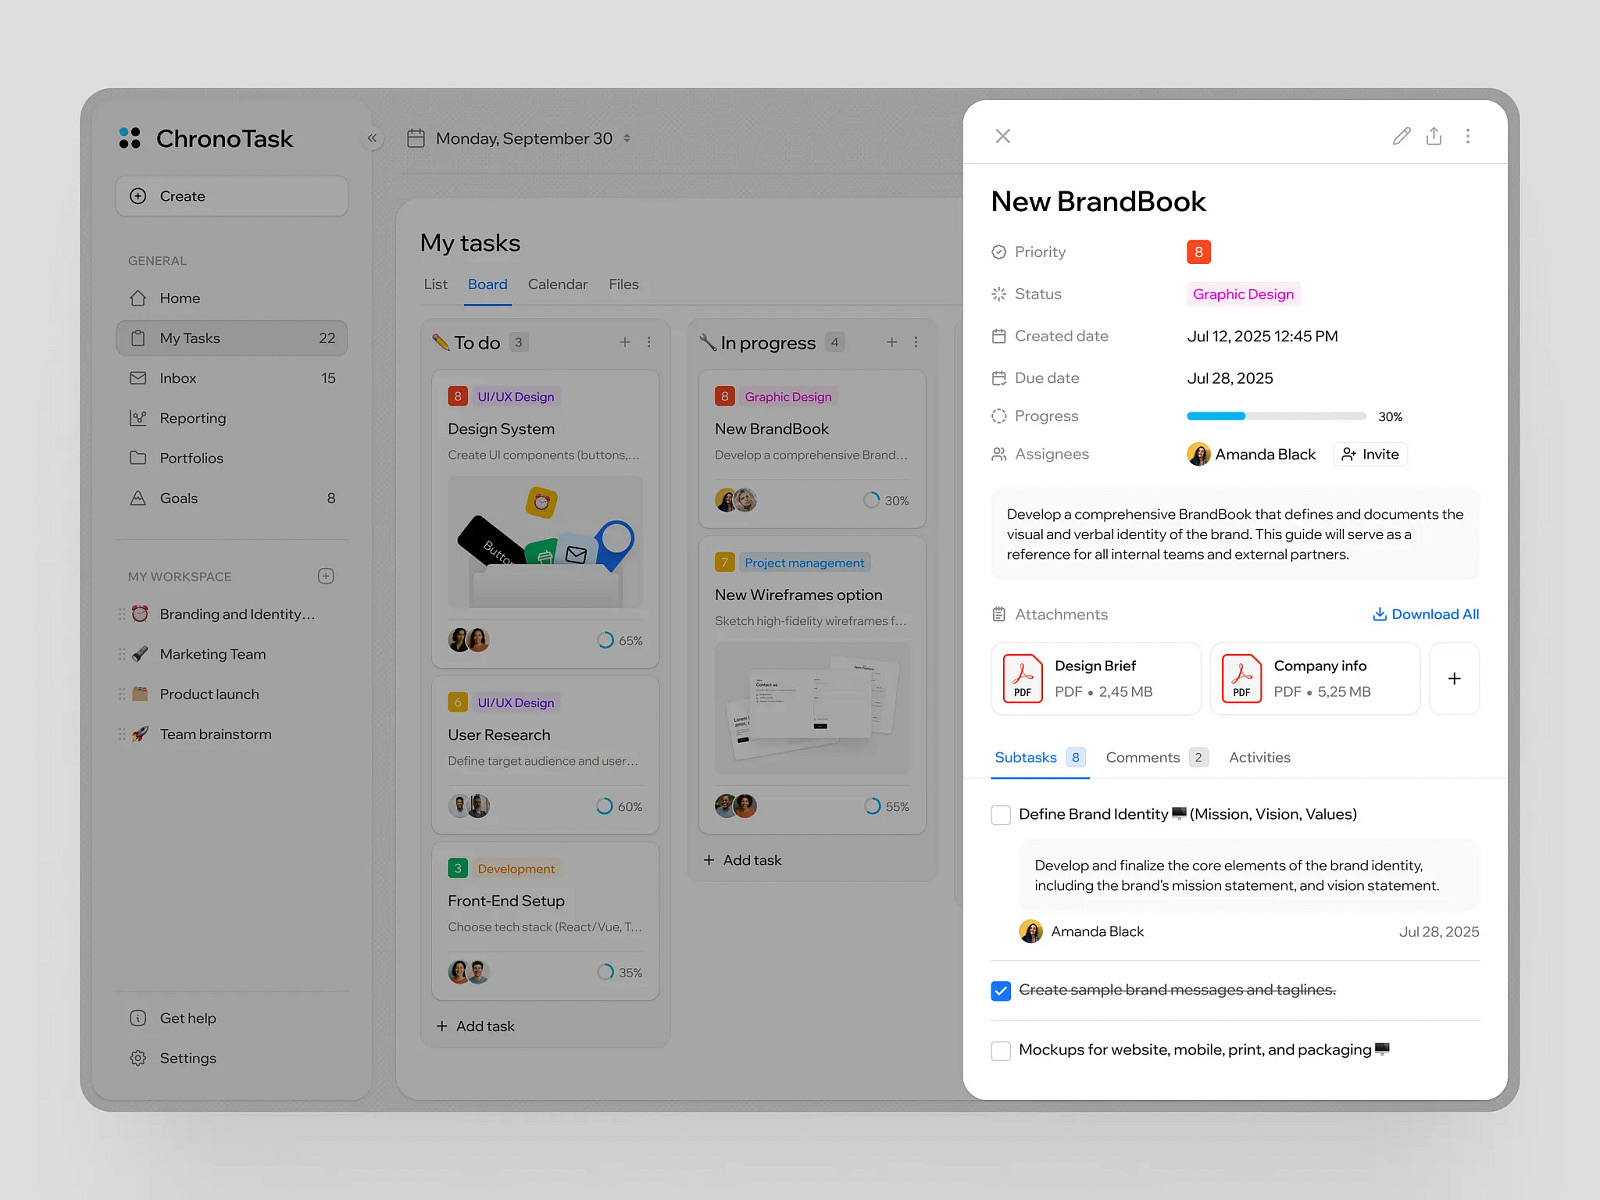 ChronoTask
Create
GENERAL
Home
My Tasks 22
Inbox 15
Reporting
Portfolios
Goals 8
MY WORKSPACE
Branding and Identity...
Marketing Team
Product launch
Team brainstorm
Get help
Settings
Monday, September 30
My tasks
List Board Calendar Files
To do 3
8 UI/UX Design
Design System
Create UI components (buttons,...
65%
6 UI/UX Design
User Research
Define target audience and user...
60%
3 Development
Front-End Setup
Choose tech stack (React/Vue, T...
35%
+ Add task
In progress 4
8 Graphic Design
New BrandBook
Develop a comprehensive Brand...
30%
7 Project management
New Wireframes option
Sketch high-fidelity wireframes f...
Contact us
55%
+ Add task
New BrandBook
Priority 8
Status Graphic Design
Created date Jul 12, 2025 12:45 PM
Due date Jul 28, 2025
Progress 30%
Assignees Amanda Black Invite
Develop a comprehensive BrandBook that defines and documents the
visual and verbal identity of the brand. This guide will serve as a
reference for all internal teams and external partners.
Attachments Download All
PDF Design Brief
PDF • 2,45 MB
PDF Company info
PDF • 5,25 MB
Subtasks 8 Comments 2 Activities
Define Brand Identity (Mission, Vision, Values)
Develop and finalize the core elements of the brand identity,
including the brand's mission statement, and vision statement.
Amanda Black Jul 28, 2025
Create sample brand messages and taglines.
Mockups for website, mobile, print, and packaging